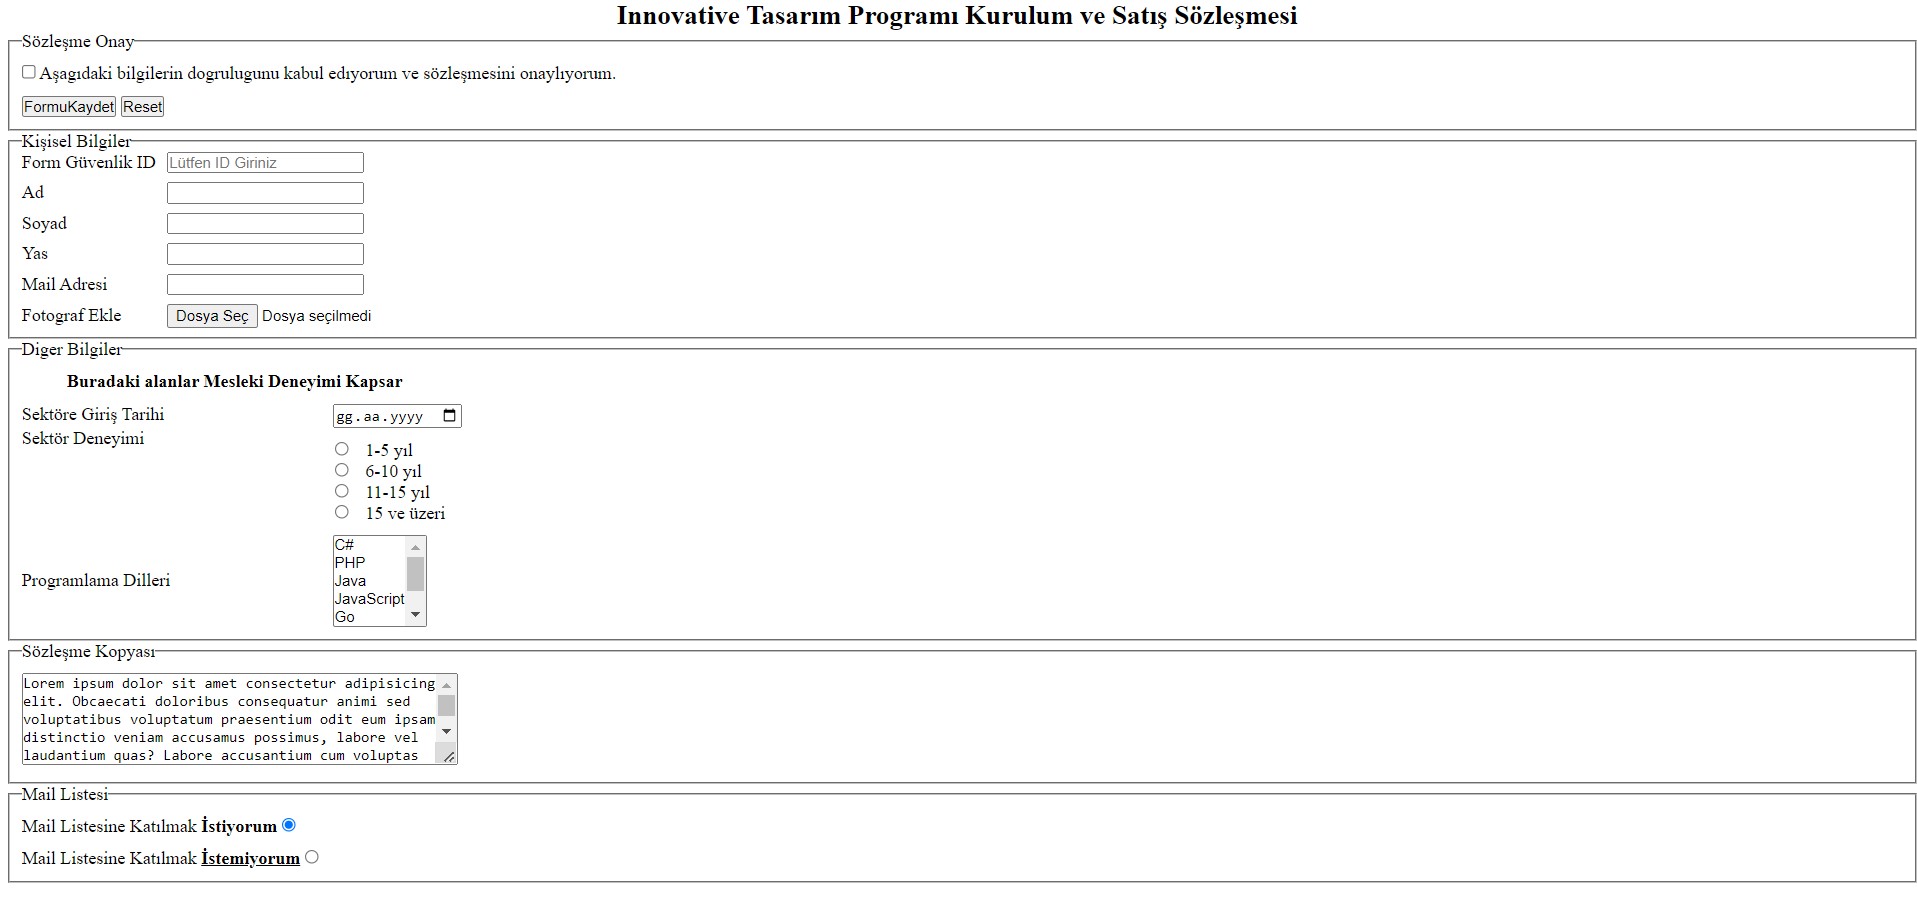 Innovative Tasarım Programı Kurulum ve Satış Sözleşmesi
Sözleşme Onay
Aşagıdaki bilgilerin dogrulugunu kabul edıyorum ve sözleşmesini onaylıyorum.
FormuKaydet Reset
Kişisel Bilgiler
Form Güvenlik ID Lütfen ID Giriniz
Ad
Soyad
Yas
Mail Adresi
Fotograf Ekle Dosya Seç Dosya seçilmedi
Diger Bilgiler
Buradaki alanlar Mesleki Deneyimi Kapsar
Sektöre Giriş Tarihi gg.aa.yyyy
Sektör Deneyimi
1-5 yıl
6-10 yıl
11-15 yıl
15 ve üzeri
Programlama Dilleri
C#
PHP
Java
JavaScript
Go
Sözleşme Kopyası
Lorem ipsum dolor sit amet consectetur adipisicing
elit. Obcaecati doloribus consequatur animi sed
voluptatibus voluptatum praesentium odit eum ipsam
distinctio veniam accusamus possimus, labore vel
laudantium quas? Labore accusantium cum voluptas
Mail Listesi
Mail Listesine Katılmak İstiyorum
Mail Listesine Katılmak İstemiyorum